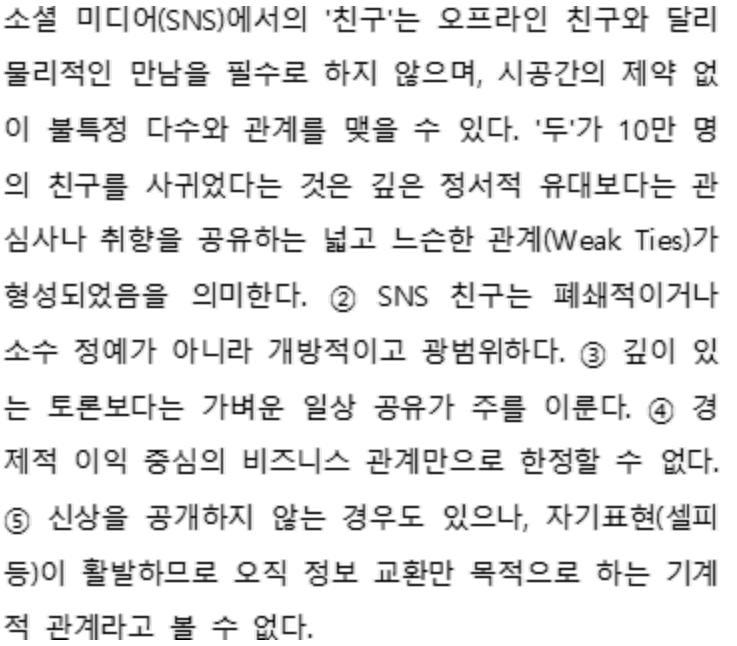 소셜 미디어(SNS)에서의 '친구'는 오프라인 친구와 달리
물리적인 만남을 필수로 하지 않으며, 시공간의 제약 없
이 불특정 다수와 관계를 맺을 수 있다. '두'가 10만 명
의 친구를 사귀었다는 것은 깊은 정서적 유대보다는 관
심사나 취향을 공유하는 넓고 느슨한 관계(Weak Ties)가
형성되었음을 의미한다. ② SNS 친구는 폐쇄적이거나
소수 정예가 아니라 개방적이고 광범위하다. ③ 깊이 있
는 토론보다는 가벼운 일상 공유가 주를 이룬다. ④ 경
제적 이익 중심의 비즈니스 관계만으로 한정할 수 없다.
⑤ 신상을 공개하지 않는 경우도 있으나, 자기표현(셀피
등)이 활발하므로 오직 정보 교환만 목적으로 하는 기계
적 관계라고 볼 수 없다.